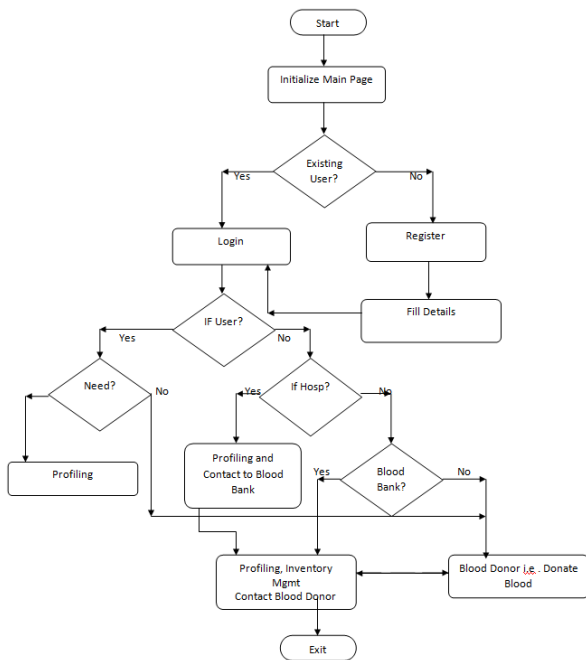 Start
Initialize Main Page
Existing
User?
Yes
No
Login
Register
Fill Details
IF User?
Yes
No
Need?
No
If Hosp?
Yes
No
Profiling
Profiling and
Contact to Blood
Bank
Blood
Bank?
Yes
No
Profiling, Inventory
Mgmt
Contact Blood Donor
Blood Donor i.e . Donate
Blood
Exit